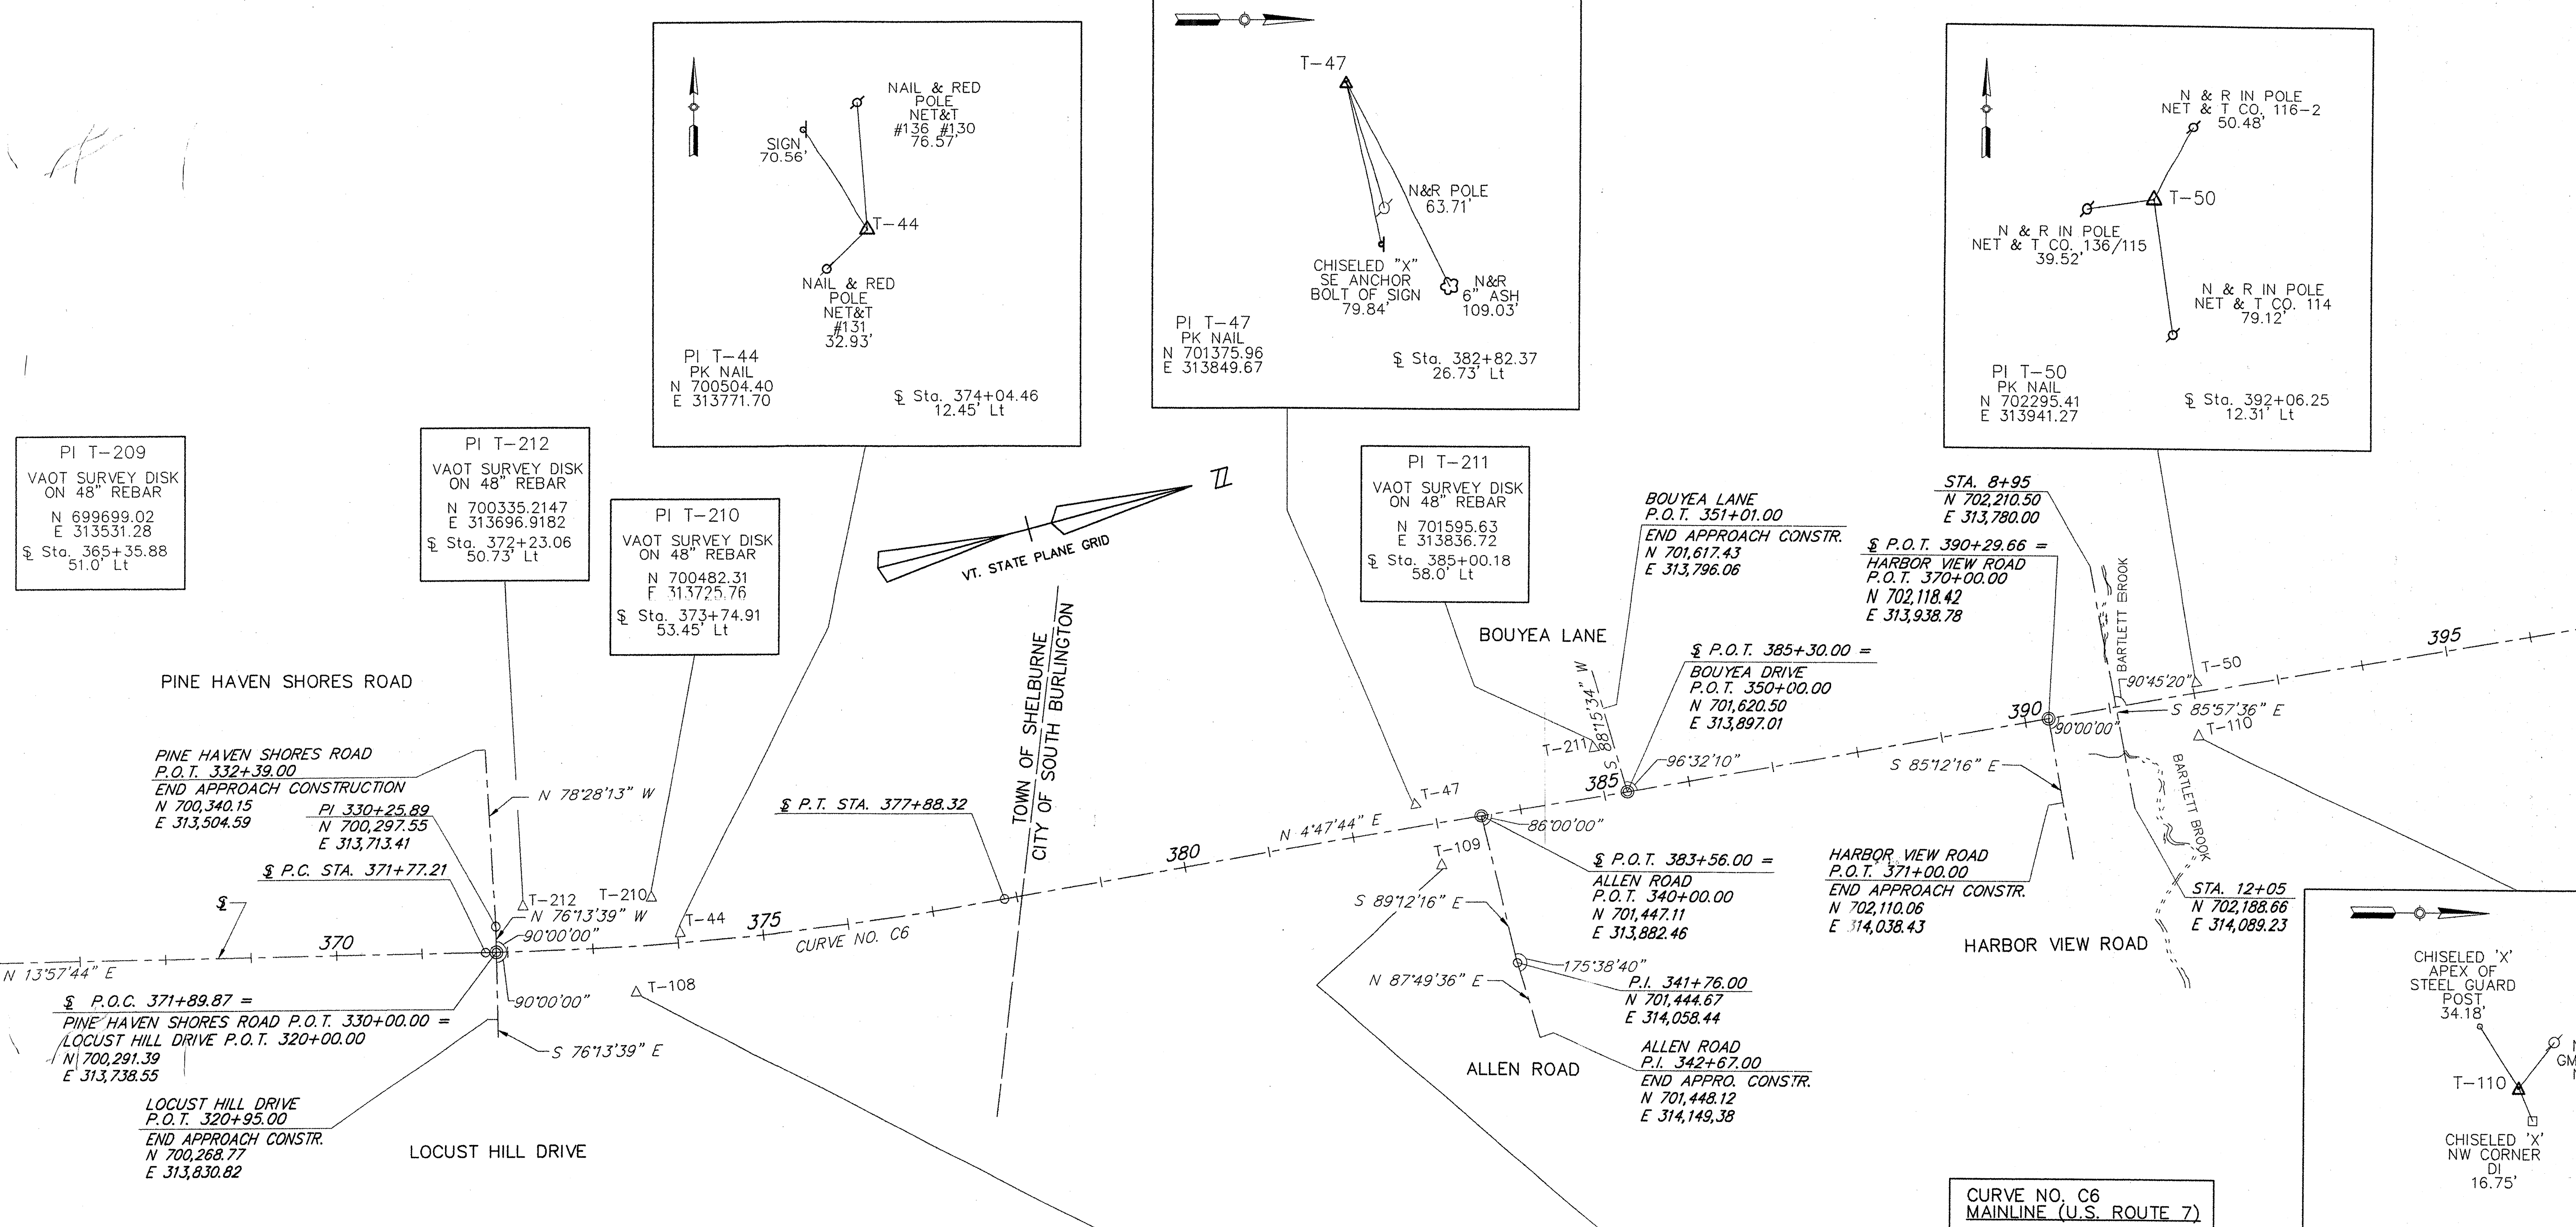 T-44
NAIL & RED
POLE
NET&T
#136 #130
76.57'
SIGN
70.56'
NAIL & RED
POLE
NET&T
#131
32.93'
PI T-44
PK NAIL
N 700504.40
E 313771.70
℄ Sta. 374+04.46
12.45' Lt
T-47
N&R POLE
63.71'
CHISELED "X"
SE ANCHOR
BOLT OF SIGN
79.84'
N&R
6" ASH
109.03'
PI T-47
PK NAIL
N 701375.96
E 313849.67
℄ Sta. 382+82.37
26.73' Lt
N & R IN POLE
NET & T CO. 116-2
50.48'
T-50
N & R IN POLE
NET & T CO. 136/115
39.52'
N & R IN POLE
NET & T CO. 114
79.12'
PI T-50
PK NAIL
N 702295.41
E 313941.27
℄ Sta. 392+06.25
12.31' Lt
PI T-209
VAOT SURVEY DISK
ON 48" REBAR
N 699699.02
E 313531.28
℄ Sta. 365+35.88
51.0' Lt
PI T-212
VAOT SURVEY DISK
ON 48" REBAR
N 700335.2147
E 313696.9182
℄ Sta. 372+23.06
50.73' Lt
PI T-210
VAOT SURVEY DISK
ON 48" REBAR
N 700482.31
E 313725.76
℄ Sta. 373+74.91
53.45' Lt
VT. STATE PLANE GRID
N
PI T-211
VAOT SURVEY DISK
ON 48" REBAR
N 701595.63
E 313836.72
℄ Sta. 385+00.18
58.0' Lt
BOUYEA LANE
P.O.T. 351+01.00
END APPROACH CONSTR.
N 701,617.43
E 313,796.06
STA. 8+95
N 702,210.50
E 313,780.00
℄ P.O.T. 390+29.66 =
HARBOR VIEW ROAD
P.O.T. 370+00.00
N 702,118.42
E 313,938.78
BARTLETT BROOK
TOWN OF SHELBURNE
CITY OF SOUTH BURLINGTON
BOUYEA LANE
S 88°15'34" W
℄ P.O.T. 385+30.00 =
BOUYEA DRIVE
P.O.T. 350+00.00
N 701,620.50
E 313,897.01
PINE HAVEN SHORES ROAD
PINE HAVEN SHORES ROAD
P.O.T. 332+39.00
END APPROACH CONSTRUCTION
N 700,340.15
E 313,504.59
PI 330+25.89
N 700,297.55
E 313,713.41
℄ P.C. STA. 371+77.21
℄
370
N 13°57'44" E
N 78°28'13" W
T-212
N 76°13'39" W
90°00'00"
T-210
T-44
375
CURVE NO. C6
℄ P.T. STA. 377+88.32
380
N 4°47'44" E
T-47
T-109
T-211
385
96°32'10"
86°00'00"
390
90°00'00"
90°45'20"
T-50
395
S 85°57'36" E
T-110
S 85°12'16" E
BARTLETT BROOK
℄ P.O.C. 371+89.87 =
PINE HAVEN SHORES ROAD P.O.T. 330+00.00 =
LOCUST HILL DRIVE P.O.T. 320+00.00
N 700,291.39
E 313,738.55
90°00'00"
T-108
S 76°13'39" E
LOCUST HILL DRIVE
P.O.T. 320+95.00
END APPROACH CONSTR.
N 700,268.77
E 313,830.82
LOCUST HILL DRIVE
S 89°12'16" E
N 87°49'36" E
175°38'40"
℄ P.O.T. 383+56.00 =
ALLEN ROAD
P.O.T. 340+00.00
N 701,447.11
E 313,882.46
P.I. 341+76.00
N 701,444.67
E 314,058.44
ALLEN ROAD
ALLEN ROAD
P.I. 342+67.00
END APPRO. CONSTR.
N 701,448.12
E 314,149,38
HARBOR VIEW ROAD
P.O.T. 371+00.00
END APPROACH CONSTR.
N 702,110.06
E 314,038.43
HARBOR VIEW ROAD
STA. 12+05
N 702,188.66
E 314,089.23
CHISELED 'X'
APEX OF
STEEL GUARD
POST
34.18'
T-110
CHISELED 'X'
NW CORNER
DI
16.75'
CURVE NO. C6
MAINLINE (U.S. ROUTE 7)